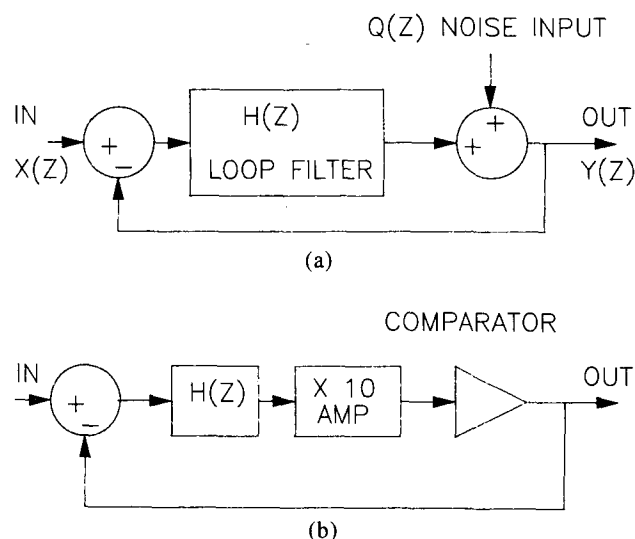 Q(Z) NOISE INPUT
IN
X(Z)
+
−
H(Z)
LOOP FILTER
+
+
OUT
Y(Z)
(a)
COMPARATOR
IN
+
−
H(Z)
X 10
AMP
OUT
(b)